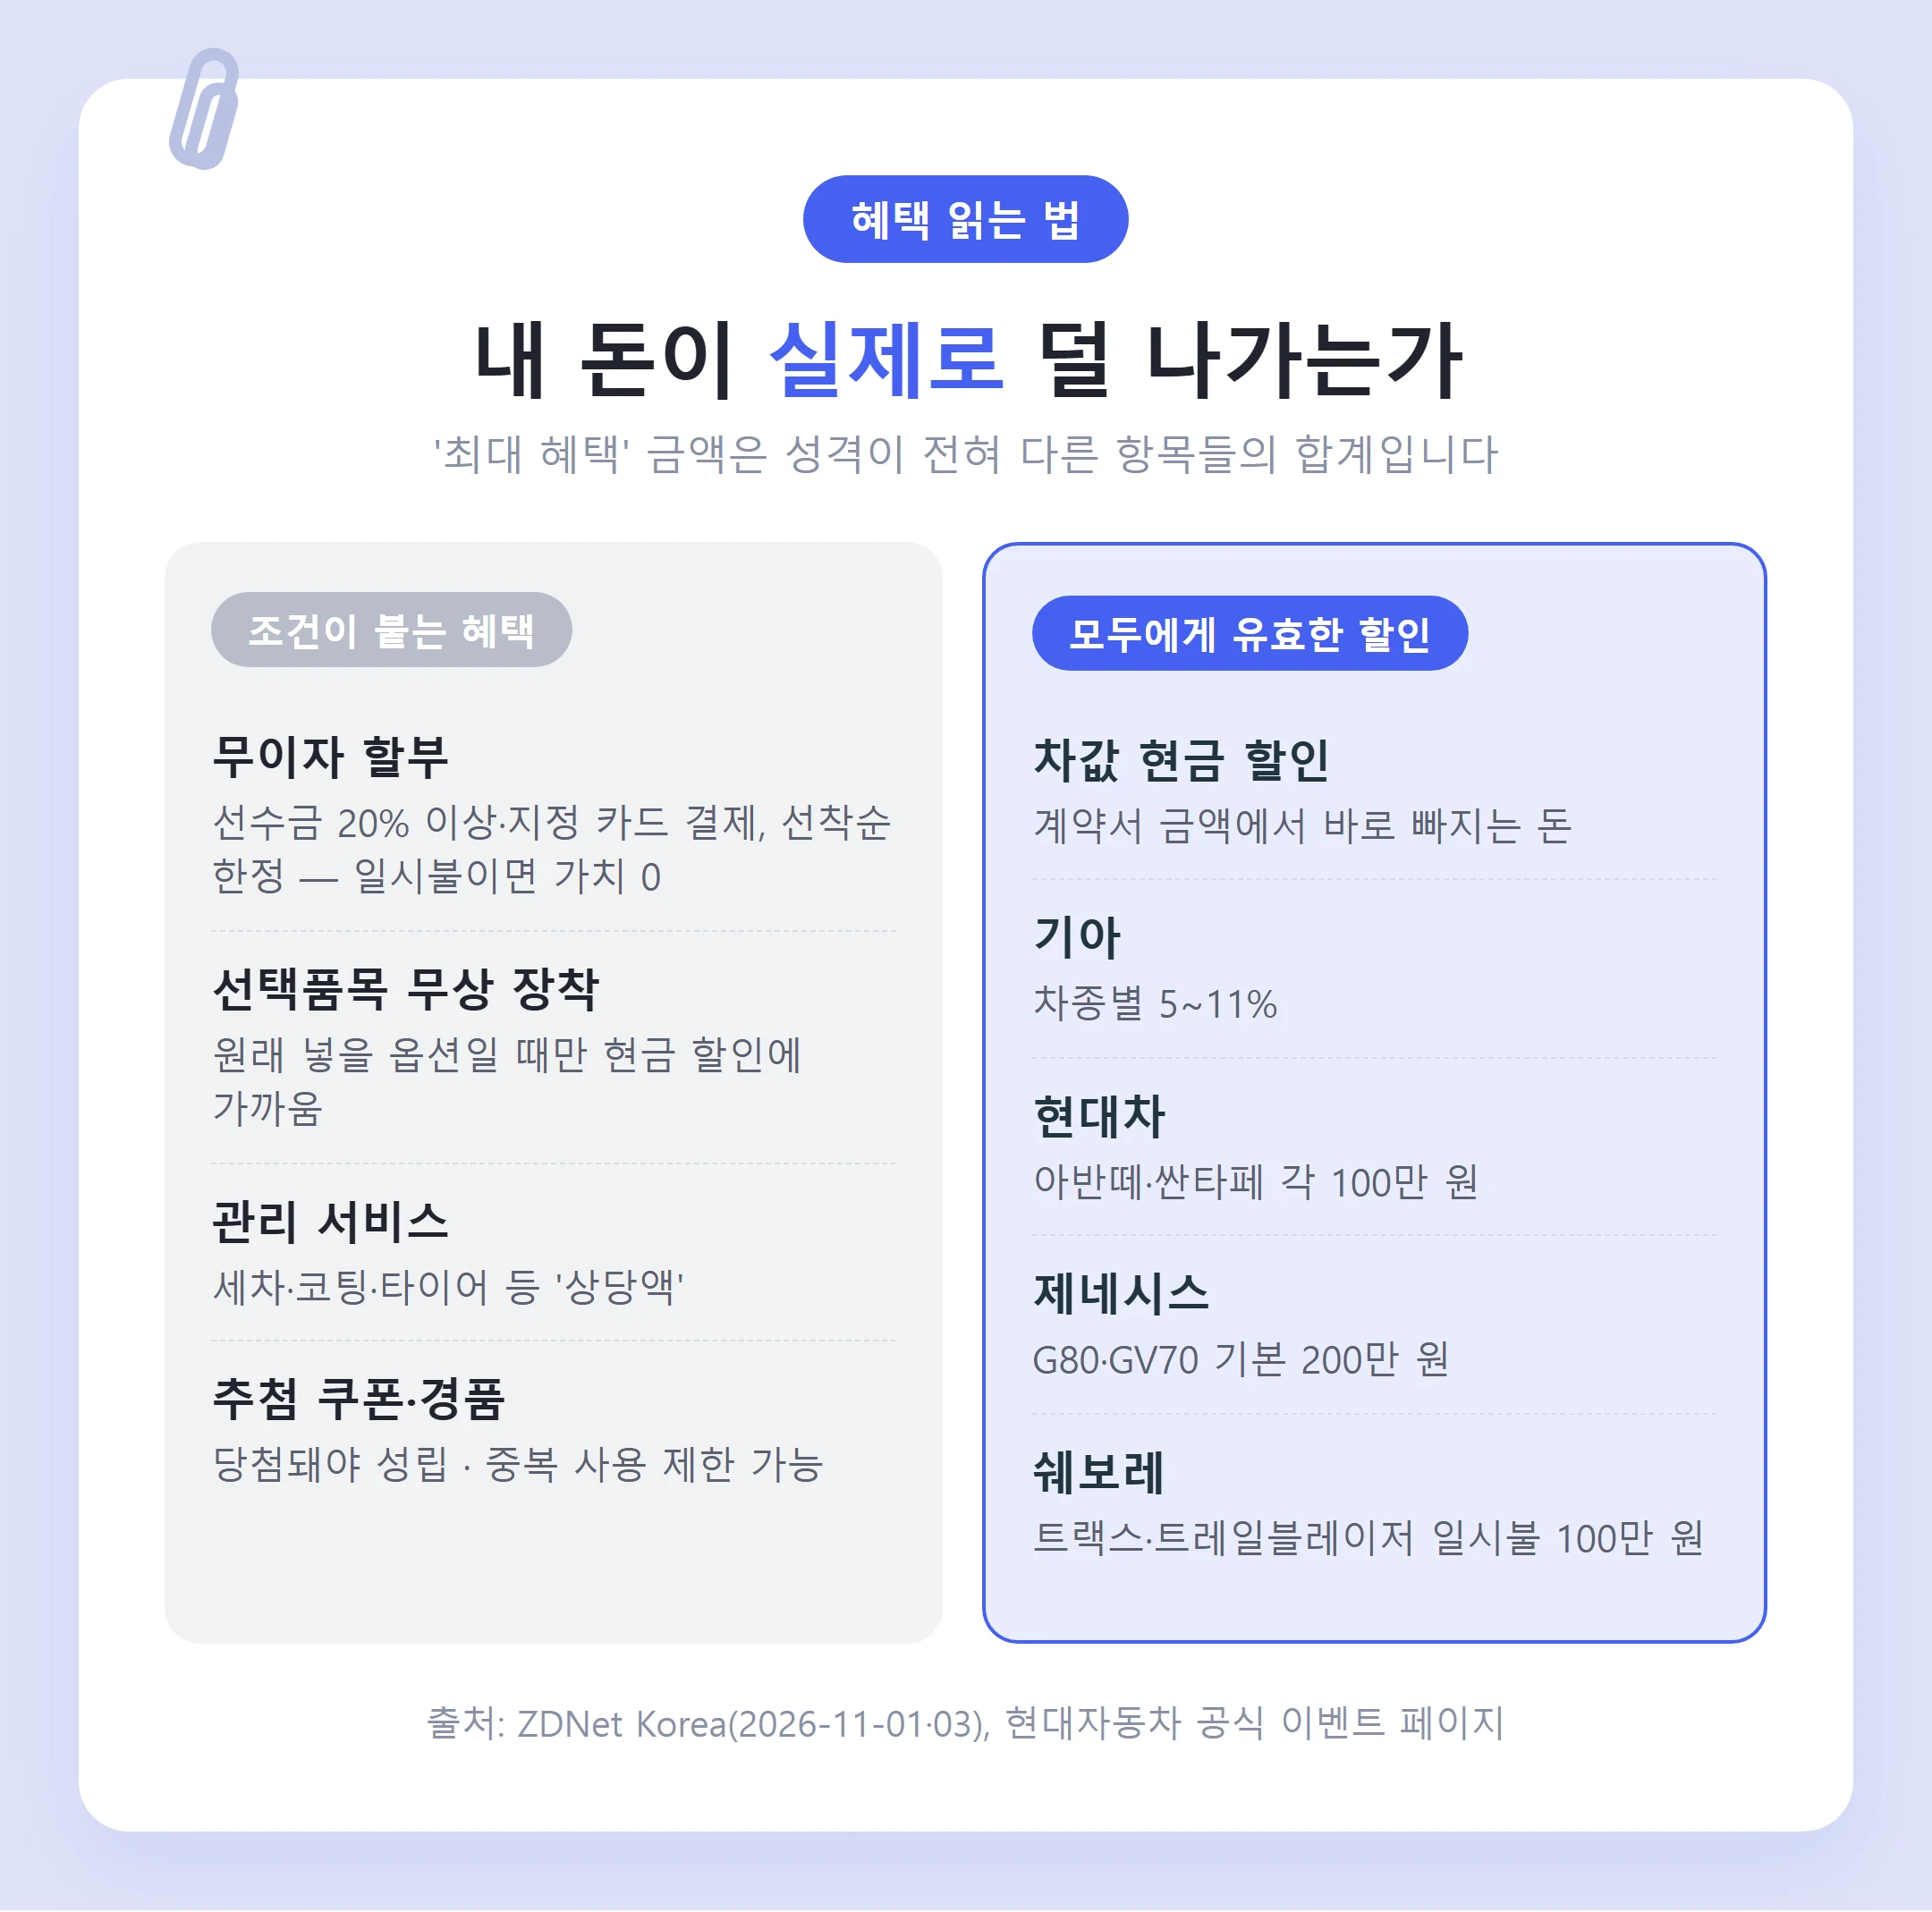 혜택 읽는 법
내 돈이 실제로 덜 나가는가
'최대 혜택' 금액은 성격이 전혀 다른 항목들의 합계입니다
조건이 붙는 혜택
무이자 할부
선수금 20% 이상·지정 카드 결제, 선착순
한정 — 일시불이면 가치 0
선택품목 무상 장착
원래 넣을 옵션일 때만 현금 할인에
가까움
관리 서비스
세차·코팅·타이어 등 '상당액'
추첨 쿠폰·경품
당첨돼야 성립 · 중복 사용 제한 가능
모두에게 유효한 할인
차값 현금 할인
계약서 금액에서 바로 빠지는 돈
기아
차종별 5~11%
현대차
아반떼·싼타페 각 100만 원
제네시스
G80·GV70 기본 200만 원
쉐보레
트랙스·트레일블레이저 일시불 100만 원
출처: ZDNet Korea(2026-11-01·03), 현대자동차 공식 이벤트 페이지